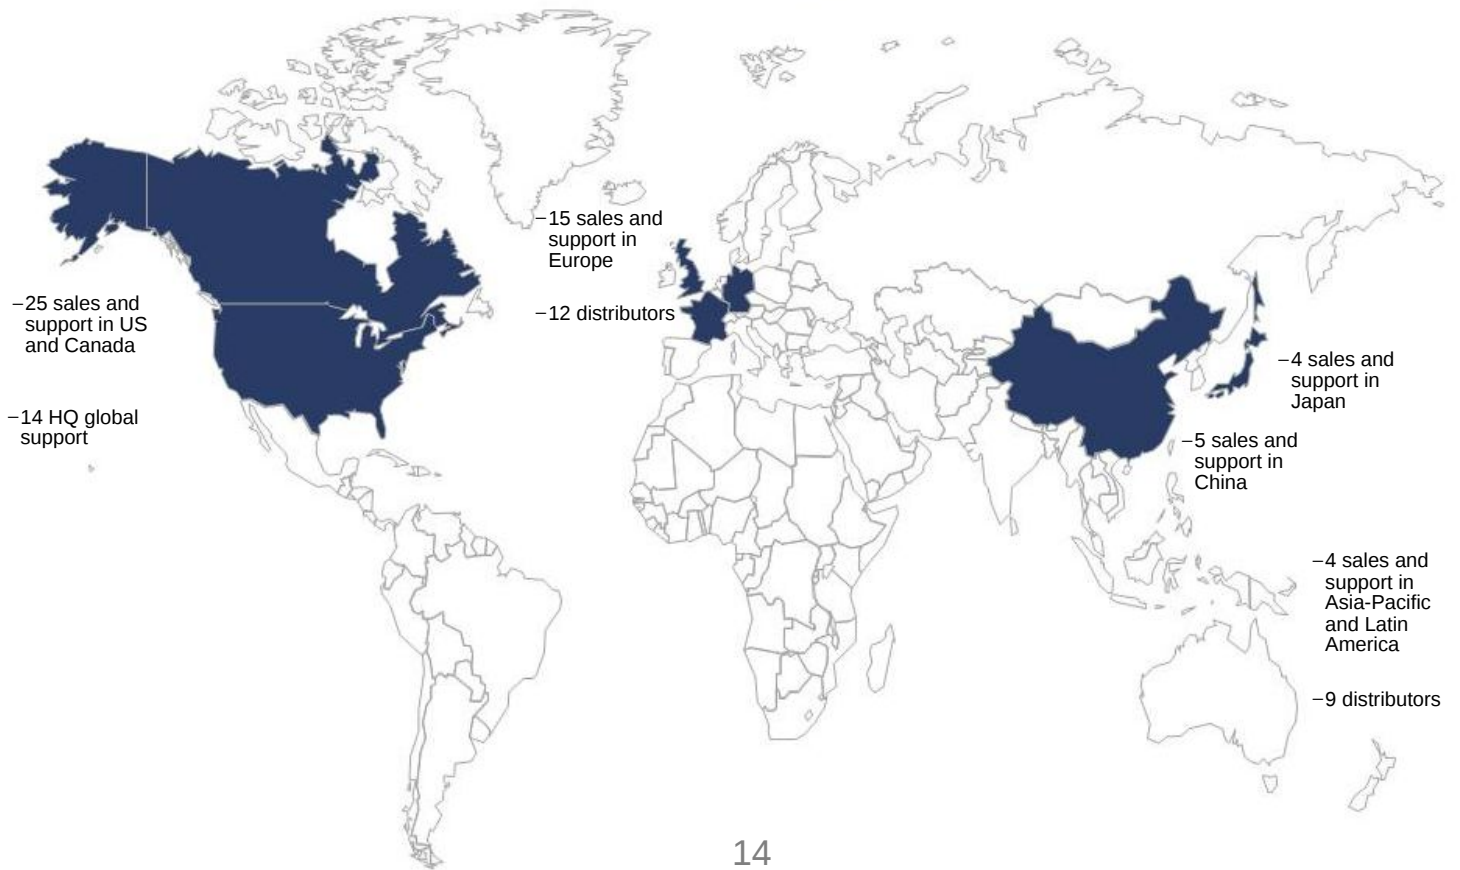 –15 sales and
support in
Europe
–12 distributors
–25 sales and
support in US
and Canada
–14 HQ global
support
–4 sales and
support in
Japan
–5 sales and
support in
China
–4 sales and
support in
Asia-Pacific
and Latin
America
–9 distributors
14